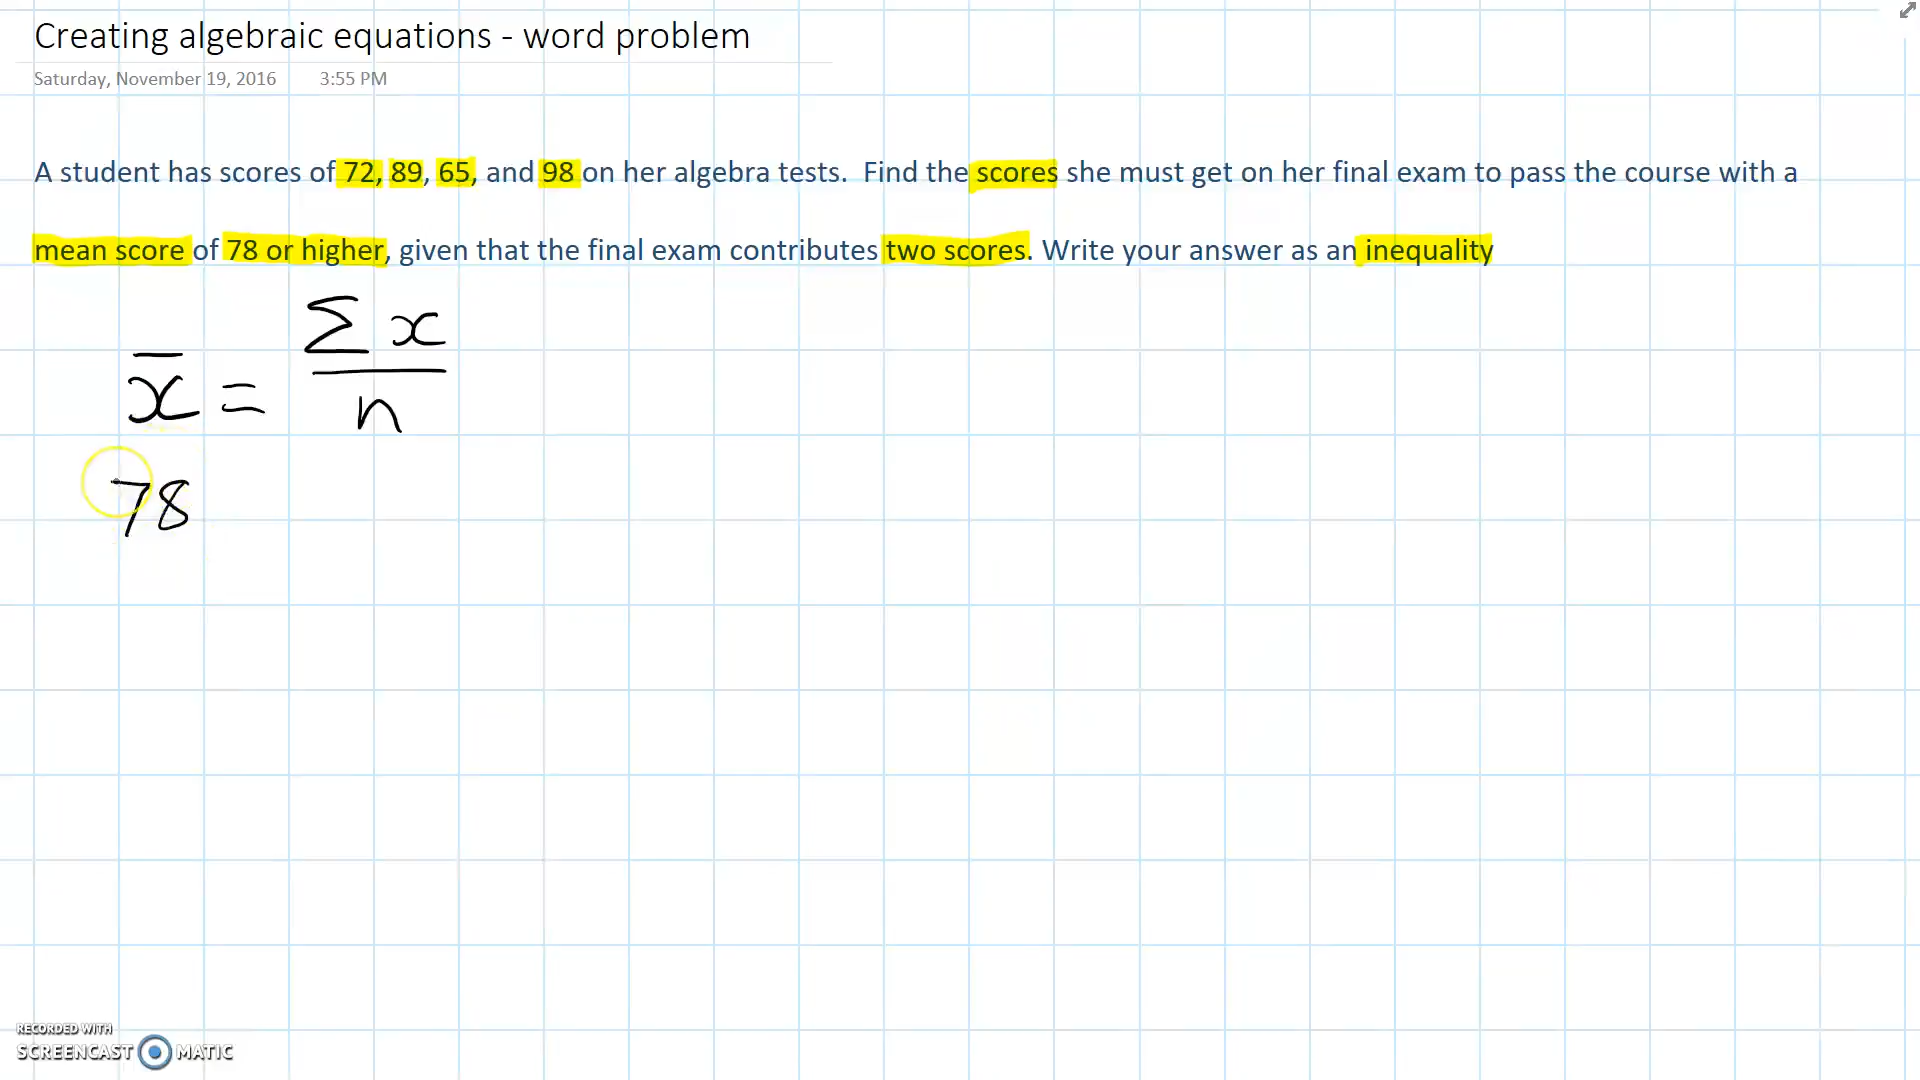 Creating algebraic equations - word problem
Saturday, November 19, 2016 3:55 PM
A student has scores of 72, 89, 65, and 98 on her algebra tests. Find the scores she must get on her final exam to pass the course with a
mean score of 78 or higher, given that the final exam contributes two scores. Write your answer as an inequality
x̄ = Σx / n
78
RECORDED WITH
SCREENCAST MATIC